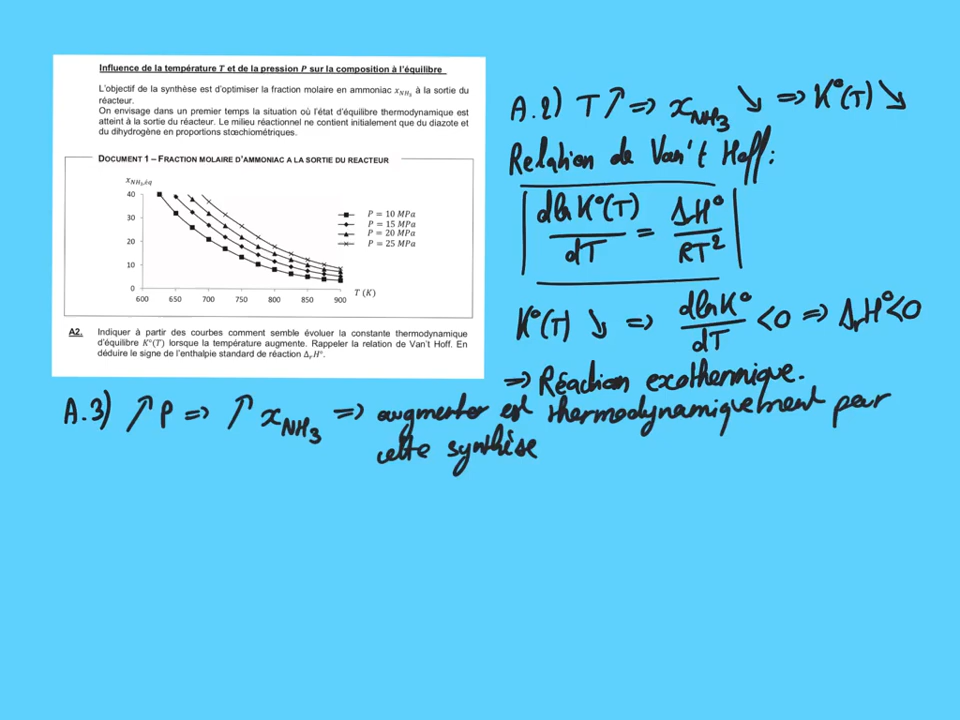 Influence de la température T et de la pression P sur la composition à l'équilibre
L'objectif de la synthèse est d'optimiser la fraction molaire en ammoniac xNH₃ à la sortie du
réacteur.
On envisage dans un premier temps la situation où l'état d'équilibre thermodynamique est
atteint à la sortie du réacteur. Le milieu réactionnel ne contient initialement que du diazote et
du dihydrogène en proportions stœchiométriques.
DOCUMENT 1 – FRACTION MOLAIRE D'AMMONIAC A LA SORTIE DU REACTEUR
xNH₃,éq
40
30
20
10
0
600 650 700 750 800 850 900
T (K)
P = 10 MPa
P = 15 MPa
P = 20 MPa
P = 25 MPa
A2. Indiquer à partir des courbes comment semble évoluer la constante thermodynamique
d'équilibre K°(T) lorsque la température augmente. Rappeler la relation de Van't Hoff. En
déduire le signe de l'enthalpie standard de réaction ΔᵣH°.
A.2) T ↗ => xNH₃ ↘ => K°(T) ↘
Relation de Van't Hoff:
dlnK°(T)/dT = ΔᵣH°/RT²
K°(T) ↘ => dlnK°/dT <0 => ΔᵣH°<0
=> Réaction exothermique.
A.3) ↗ P => ↗ xNH₃ => augmenter est thermodynamiquement pour
cette synthèse